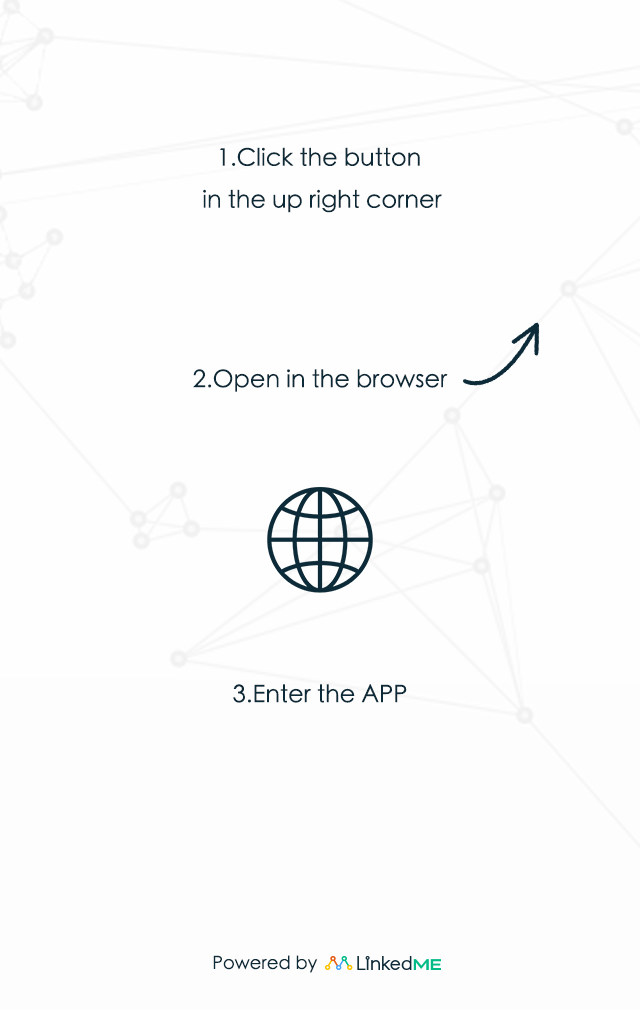 1.Click the button
in the up right corner
2.Open in the browser
3.Enter the APP
Powered by LinkedME